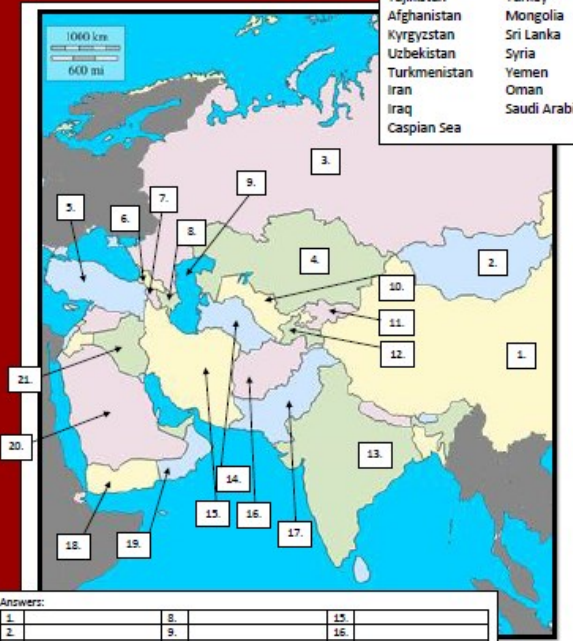 Afghanistan Mongolia
Kyrgyzstan Sri Lanka
Uzbekistan Syria
Turkmenistan Yemen
Iran Oman
Iraq Saudi Arabi
Caspian Sea
1000 km
600 mi
3.
9.
7.
5.
6.
8.
4.
2.
10.
11.
12.
1.
21.
20.
13.
14.
15.
16.
17.
18.
19.
Answers:
1. 8. 15.
2. 9. 16.